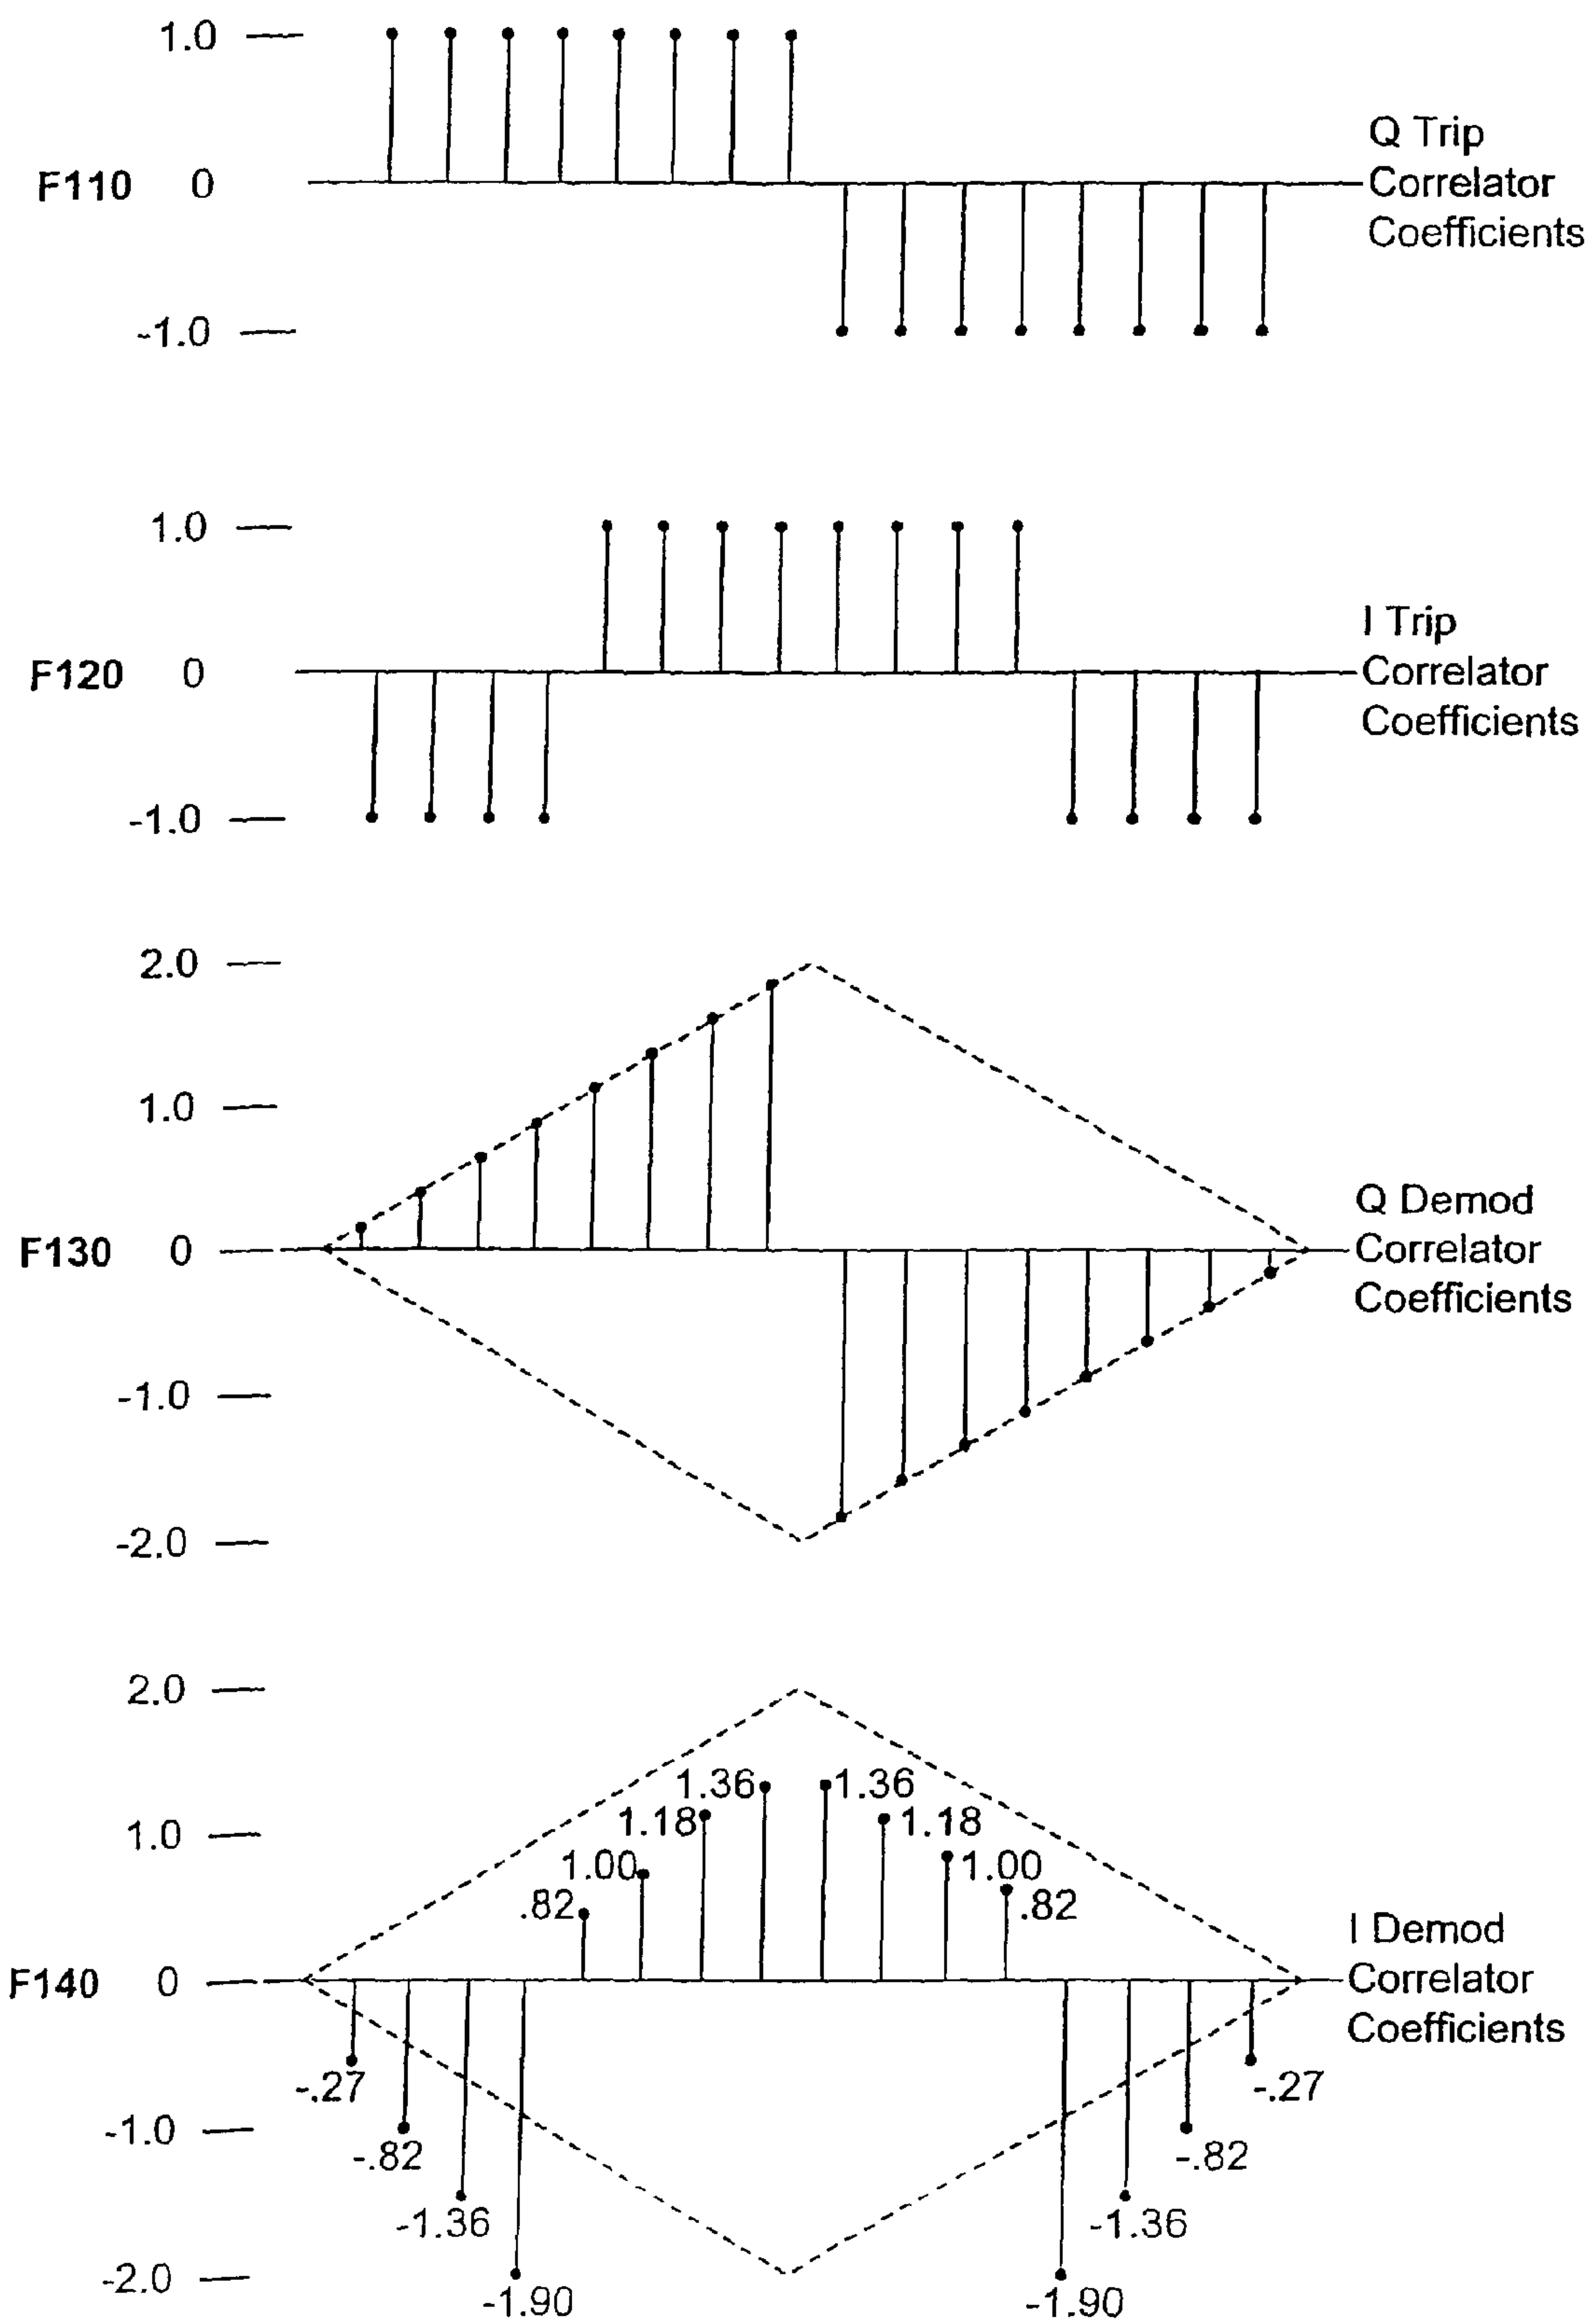 1.0
Q Trip
F110 0 Correlator
Coefficients
-1.0
1.0
I Trip
F120 0 Correlator
Coefficients
-1.0
2.0
1.0
Q Demod
F130 0 Correlator
Coefficients
-1.0
-2.0
2.0
1.36 1.36
1.0 1.18 1.18
1.00 1.00
.82 .82
I Demod
F140 0 Correlator
Coefficients
-.27 -.27
-1.0
-.82 -.82
-1.36 -1.36
-2.0
-1.90 -1.90